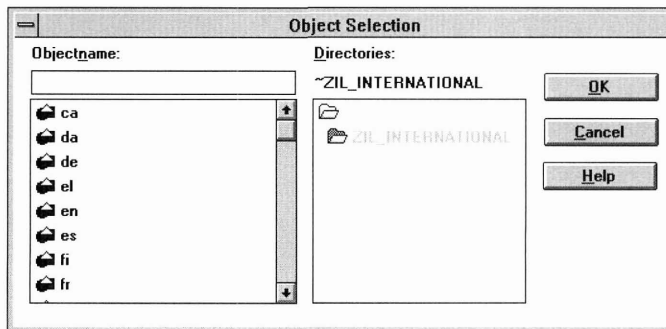 Object Selection
Objectname:
ca
da
de
el
en
es
fi
fr
Directories:
~ZIL_INTERNATIONAL
ZIL_INTERNATIONAL
OK
Cancel
Help